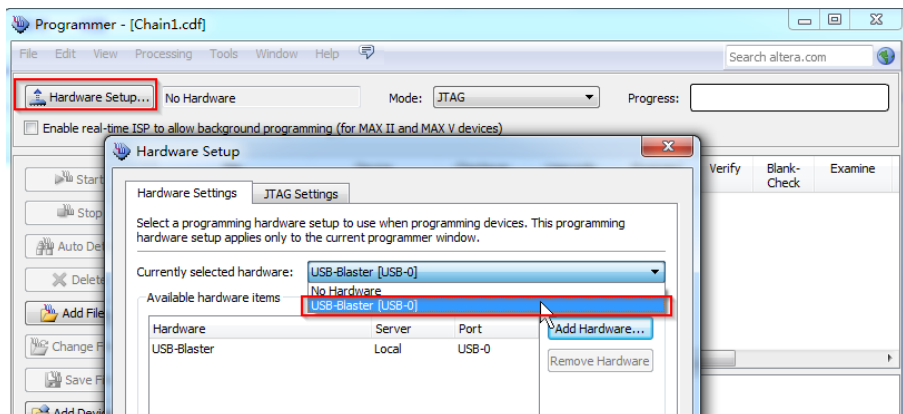 Programmer - [Chain1.cdf]
File Edit View Processing Tools Window Help
Search altera.com
Hardware Setup... No Hardware Mode: JTAG Progress:
Enable real-time ISP to allow background programming (for MAX II and MAX V devices)
Hardware Setup
Verify Blank-Check Examine
Start
Stop
Auto De
Delete
Add File
Change F
Save F
Add Devi
Hardware Settings JTAG Settings
Select a programming hardware setup to use when programming devices. This programming
hardware setup applies only to the current programmer window.
Currently selected hardware: USB-Blaster [USB-0]
No Hardware
USB-Blaster [USB-0]
Available hardware items
Hardware Server Port
USB-Blaster Local USB-0
Add Hardware...
Remove Hardware